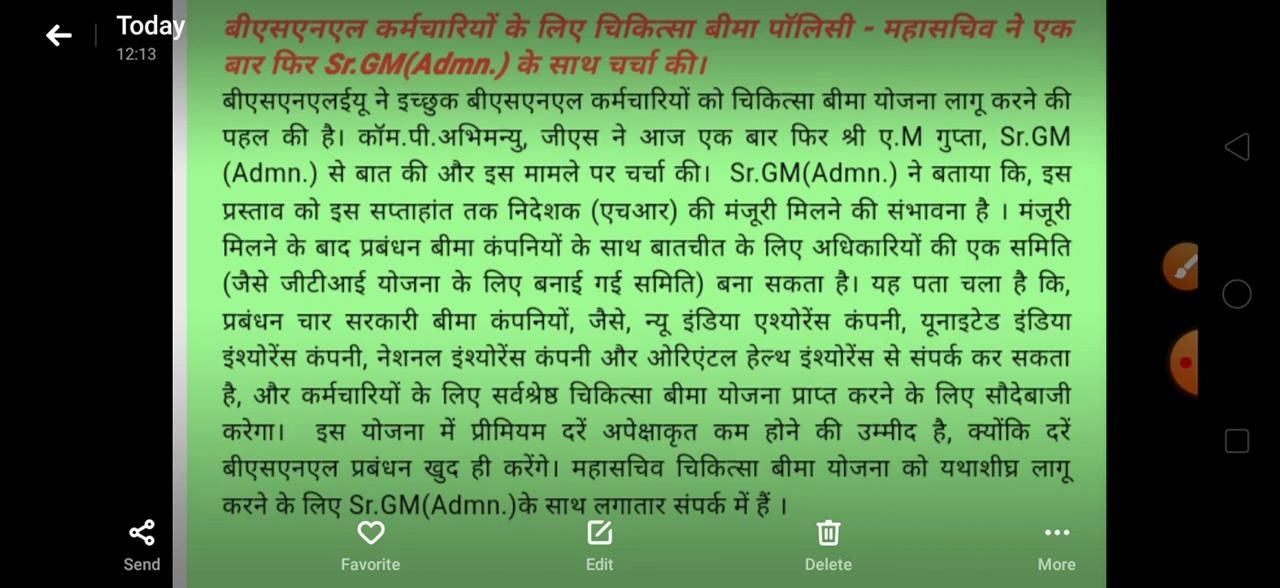 Today
12:13
बीएसएनएल कर्मचारियों के लिए चिकित्सा बीमा पॉलिसी - महासचिव ने एक
बार फिर Sr.GM(Admn.) के साथ चर्चा की।
बीएसएनएलईयू ने इच्छुक बीएसएनएल कर्मचारियों को चिकित्सा बीमा योजना लागू करने की
पहल की है। कॉम.पी.अभिमन्यु, जीएस ने आज एक बार फिर श्री ए.M गुप्ता, Sr.GM
(Admn.) से बात की और इस मामले पर चर्चा की। Sr.GM(Admn.) ने बताया कि, इस
प्रस्ताव को इस सप्ताहांत तक निदेशक (एचआर) की मंजूरी मिलने की संभावना है । मंजूरी
मिलने के बाद प्रबंधन बीमा कंपनियों के साथ बातचीत के लिए अधिकारियों की एक समिति
(जैसे जीटीआई योजना के लिए बनाई गई समिति) बना सकता है। यह पता चला है कि,
प्रबंधन चार सरकारी बीमा कंपनियों, जैसे, न्यू इंडिया एश्योरेंस कंपनी, यूनाइटेड इंडिया
इंश्योरेंस कंपनी, नेशनल इंश्योरेंस कंपनी और ओरिएंटल हेल्थ इंश्योरेंस से संपर्क कर सकता
है, और कर्मचारियों के लिए सर्वश्रेष्ठ चिकित्सा बीमा योजना प्राप्त करने के लिए सौदेबाजी
करेगा। इस योजना में प्रीमियम दरें अपेक्षाकृत कम होने की उम्मीद है, क्योंकि दरें
बीएसएनएल प्रबंधन खुद ही करेंगे। महासचिव चिकित्सा बीमा योजना को यथाशीघ्र लागू
करने के लिए Sr.GM(Admn.)के साथ लगातार संपर्क में हैं ।
Send
Favorite
Edit
Delete
More